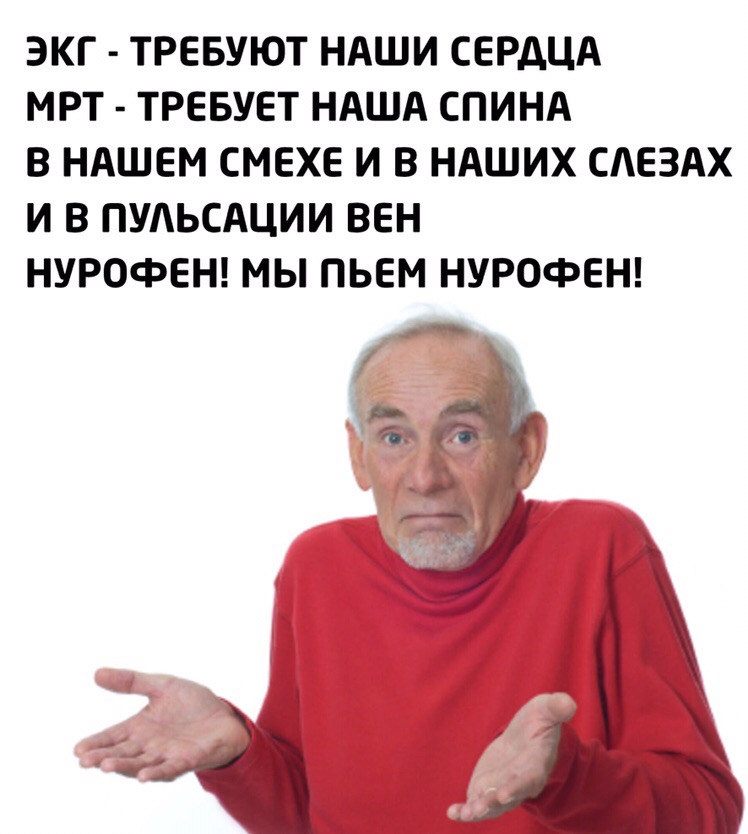 ЭКГ - ТРЕБУЮТ НАШИ СЕРДЦА
МРТ - ТРЕБУЕТ НАША СПИНА
В НАШЕМ СМЕХЕ И В НАШИХ СЛЕЗАХ
И В ПУЛЬСАЦИИ ВЕН
НУРОФЕН! МЫ ПЬЕМ НУРОФЕН!